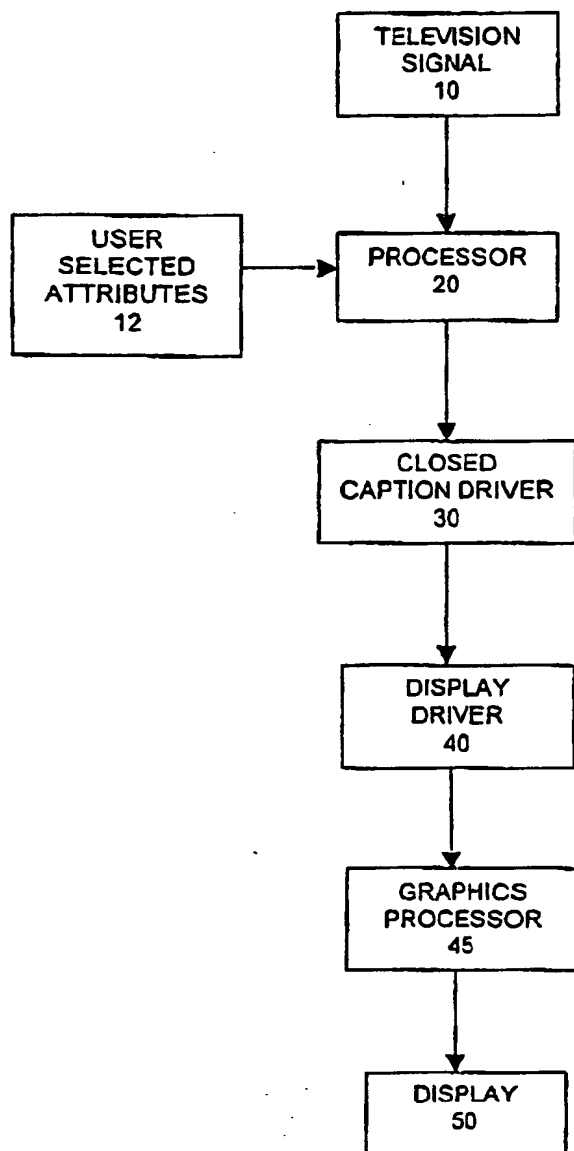 TELEVISION
SIGNAL
10
USER
SELECTED
ATTRIBUTES
12
PROCESSOR
20
CLOSED
CAPTION DRIVER
30
DISPLAY
DRIVER
40
GRAPHICS
PROCESSOR
45
DISPLAY
50